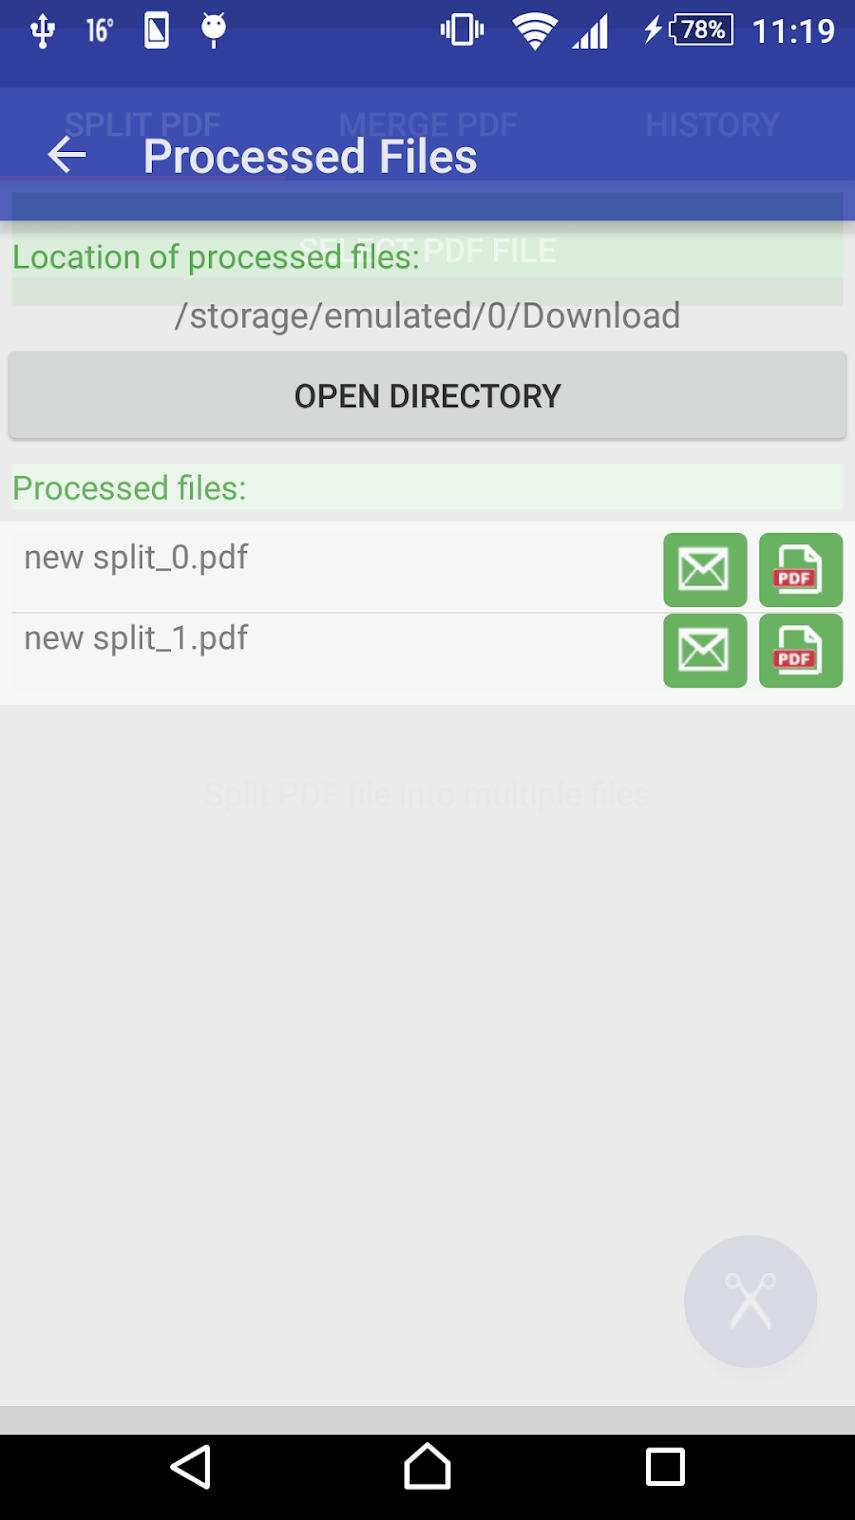 16° 78% 11:19
SPLIT PDF MERGE PDF HISTORY
Processed Files
SELECT PDF FILE
Location of processed files:
/storage/emulated/0/Download
OPEN DIRECTORY
Processed files:
new split_0.pdf PDF
new split_1.pdf PDF
Split PDF file into multiple files